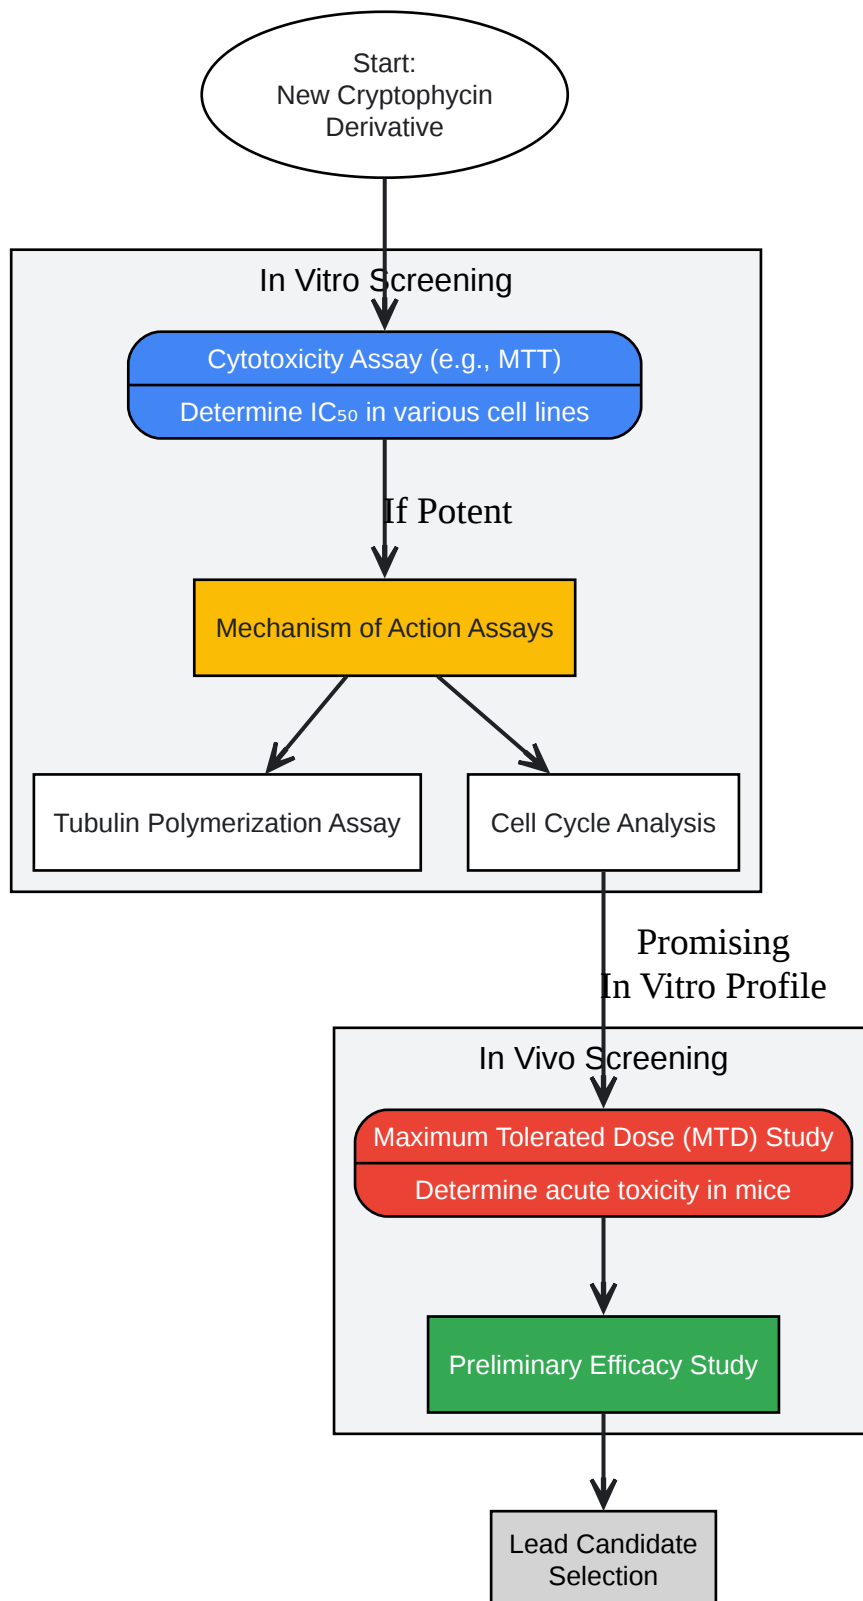 Start:
New Cryptophycin
Derivative
In Vitro Screening
Cytotoxicity Assay (e.g., MTT)
Determine IC₅₀ in various cell lines
If Potent
Mechanism of Action Assays
Tubulin Polymerization Assay
Cell Cycle Analysis
Promising
In Vitro Profile
In Vivo Screening
Maximum Tolerated Dose (MTD) Study
Determine acute toxicity in mice
Preliminary Efficacy Study
Lead Candidate
Selection